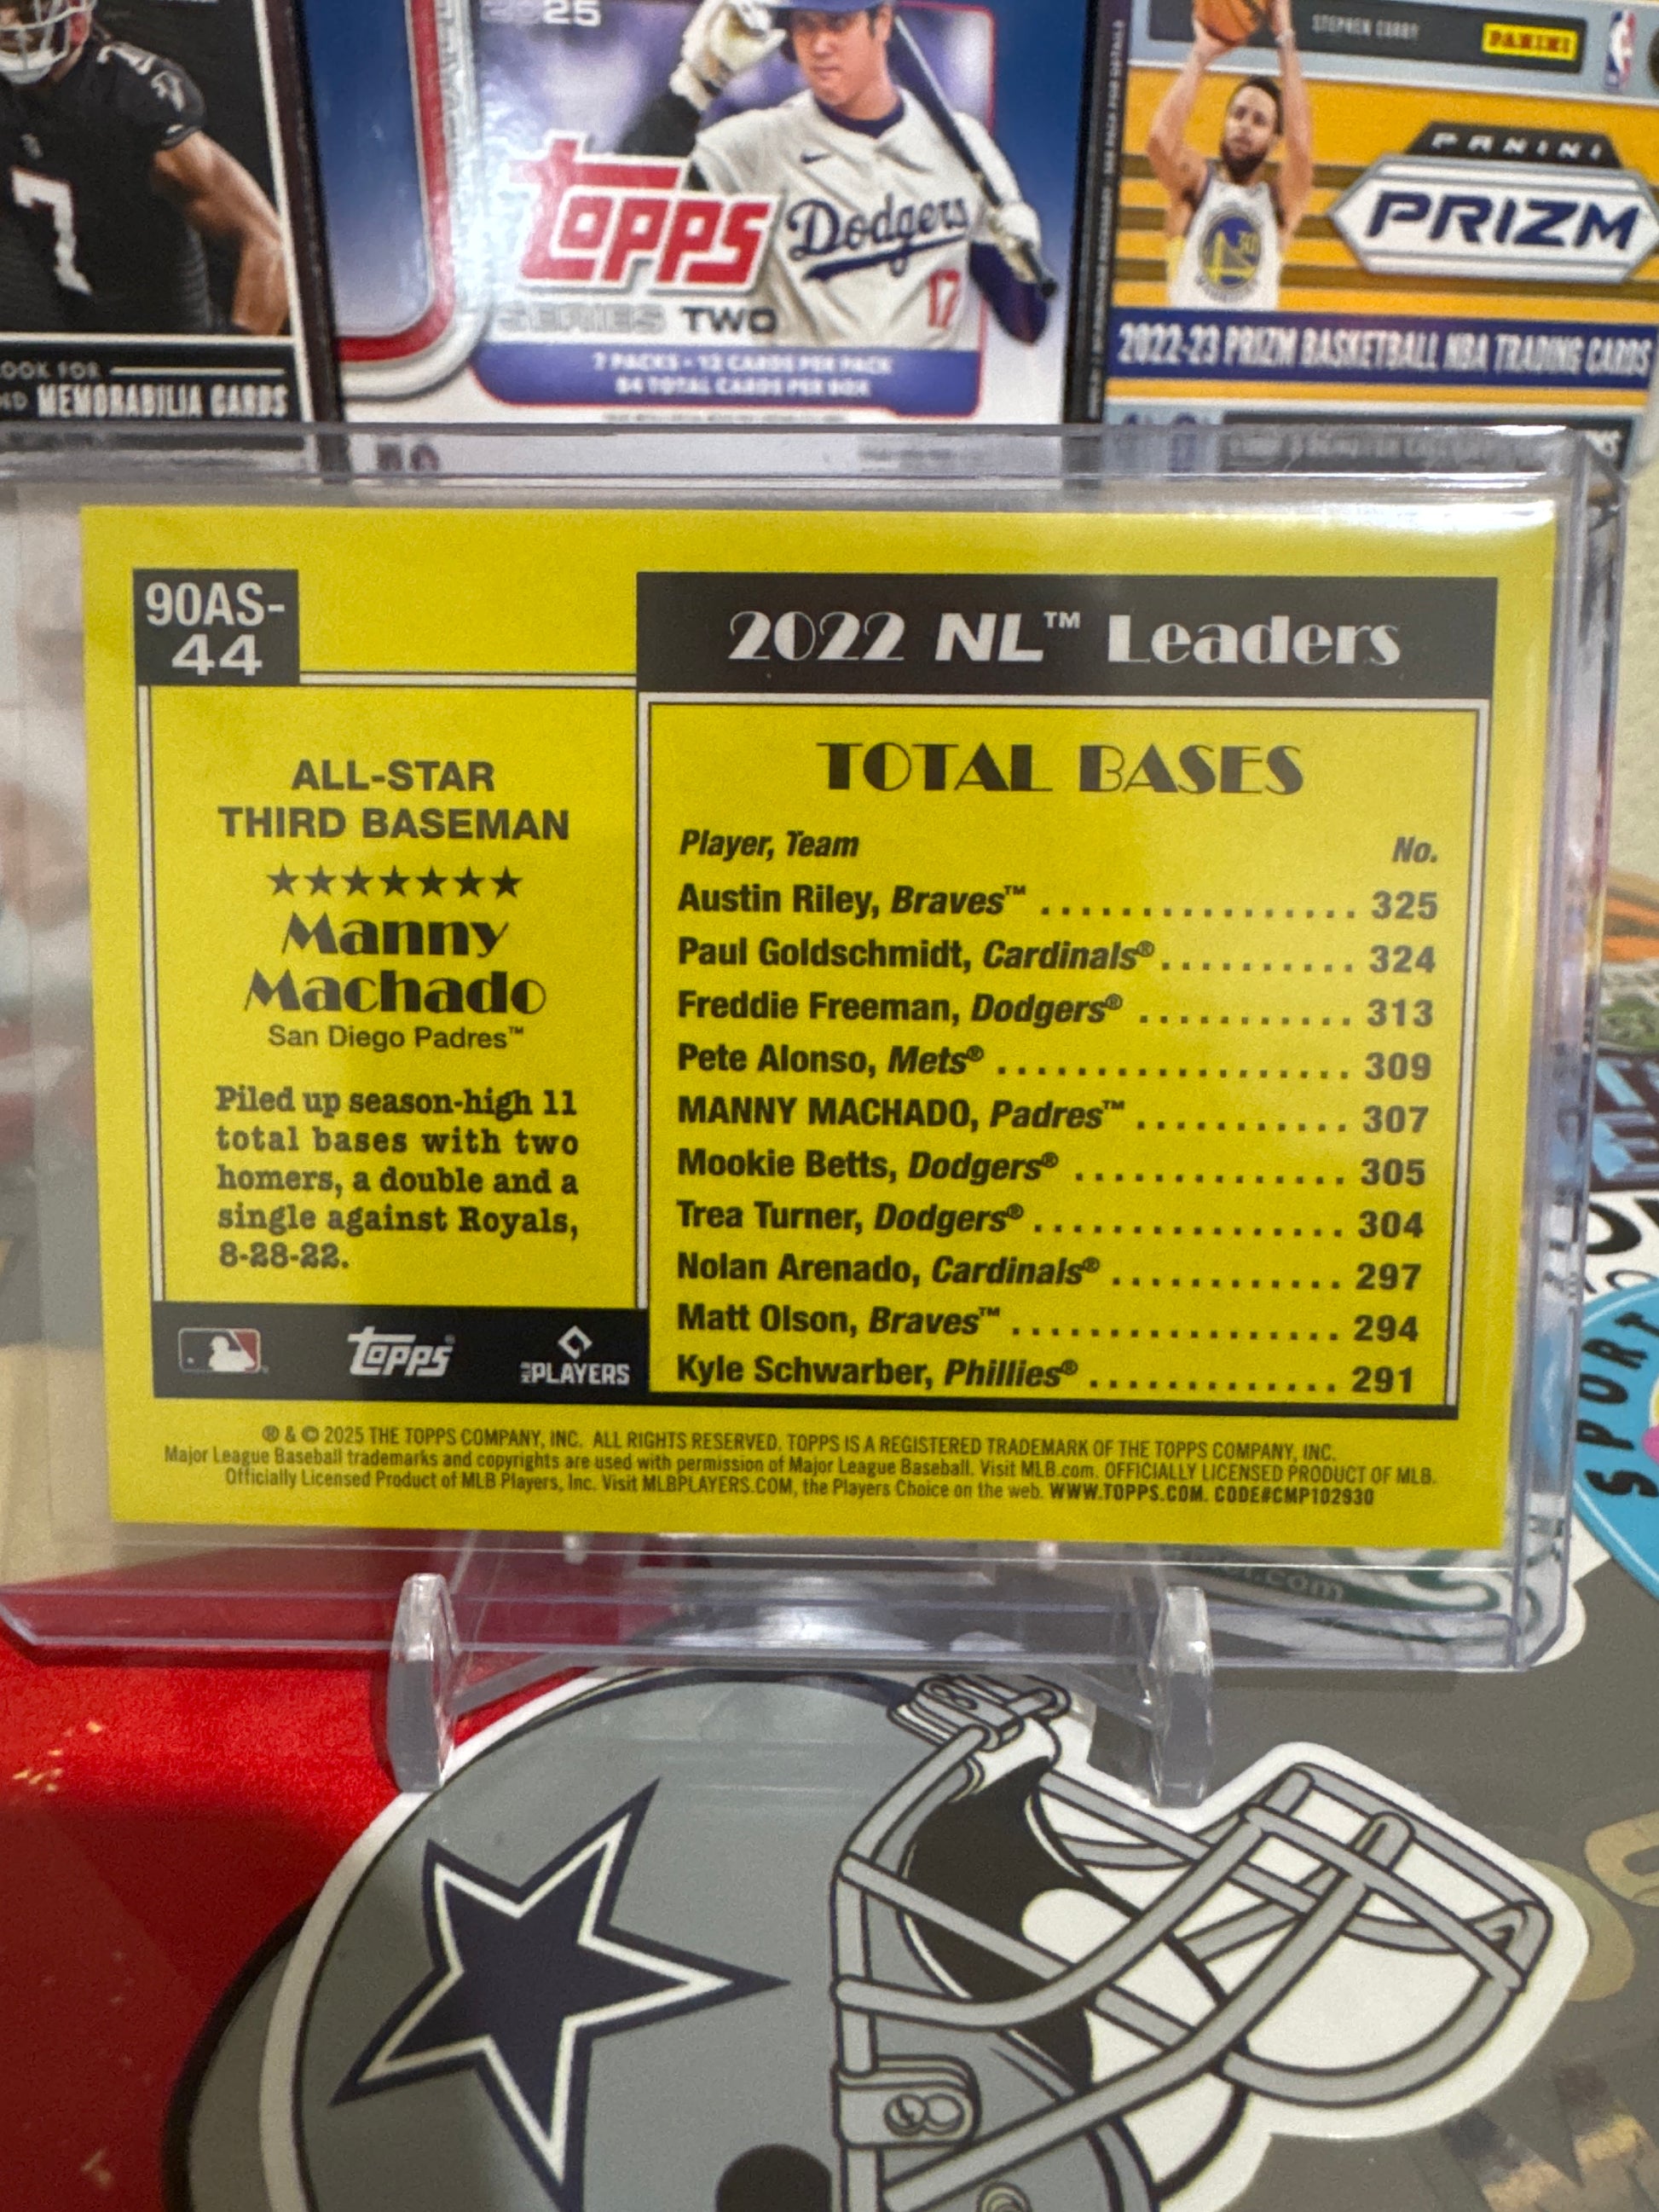 25
TOPPS
SERIES TWO
7 PACKS • 12 CARDS PER PACK
84 TOTAL CARDS PER BOX
Dodgers
17
7
OOK FOR
MEMORABILIA CARDS
STEPHEN CURRY
PANINI
PANINI
PRIZM
2022-23 PRIZM BASKETBALL NBA TRADING CARDS
90AS-
44
ALL-STAR
THIRD BASEMAN
★★★★★★★
Manny
Machado
San Diego Padres™
Piled up season-high 11
total bases with two
homers, a double and a
single against Royals,
8-28-22.
topps®
MLB PLAYERS
2022 NL™ Leaders
TOTAL BASES
Player, Team No.
Austin Riley, Braves™ ................ 325
Paul Goldschmidt, Cardinals® .......... 324
Freddie Freeman, Dodgers® ........... 313
Pete Alonso, Mets® .................. 309
MANNY MACHADO, Padres™ ........... 307
Mookie Betts, Dodgers® .............. 305
Trea Turner, Dodgers® ................ 304
Nolan Arenado, Cardinals® ............ 297
Matt Olson, Braves™ ................. 294
Kyle Schwarber, Phillies® ............. 291
® & © 2025 THE TOPPS COMPANY, INC. ALL RIGHTS RESERVED. TOPPS IS A REGISTERED TRADEMARK OF THE TOPPS COMPANY, INC.
Major League Baseball trademarks and copyrights are used with permission of Major League Baseball. Visit MLB.com. OFFICIALLY LICENSED PRODUCT OF MLB.
Officially Licensed Product of MLB Players, Inc. Visit MLBPLAYERS.COM, the Players Choice on the web. WWW.TOPPS.COM. CODE#CMP102930
SPORT
.com